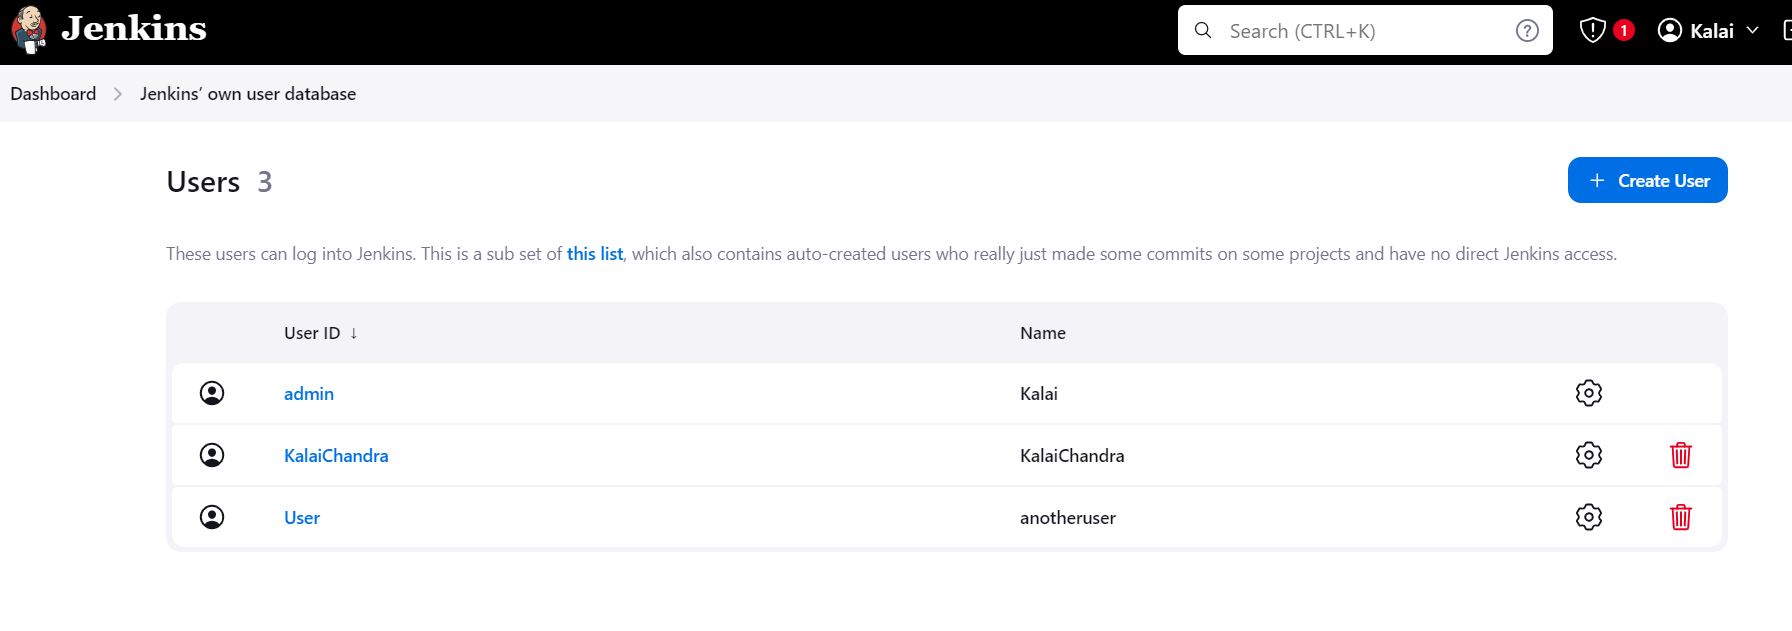 Jenkins
Search (CTRL+K) ?
! 1 Kalai
Dashboard > Jenkins’ own user database
Users 3
+ Create User
These users can log into Jenkins. This is a sub set of this list, which also contains auto-created users who really just made some commits on some projects and have no direct Jenkins access.
User ID ↓ Name
admin Kalai
KalaiChandra KalaiChandra
User anotheruser